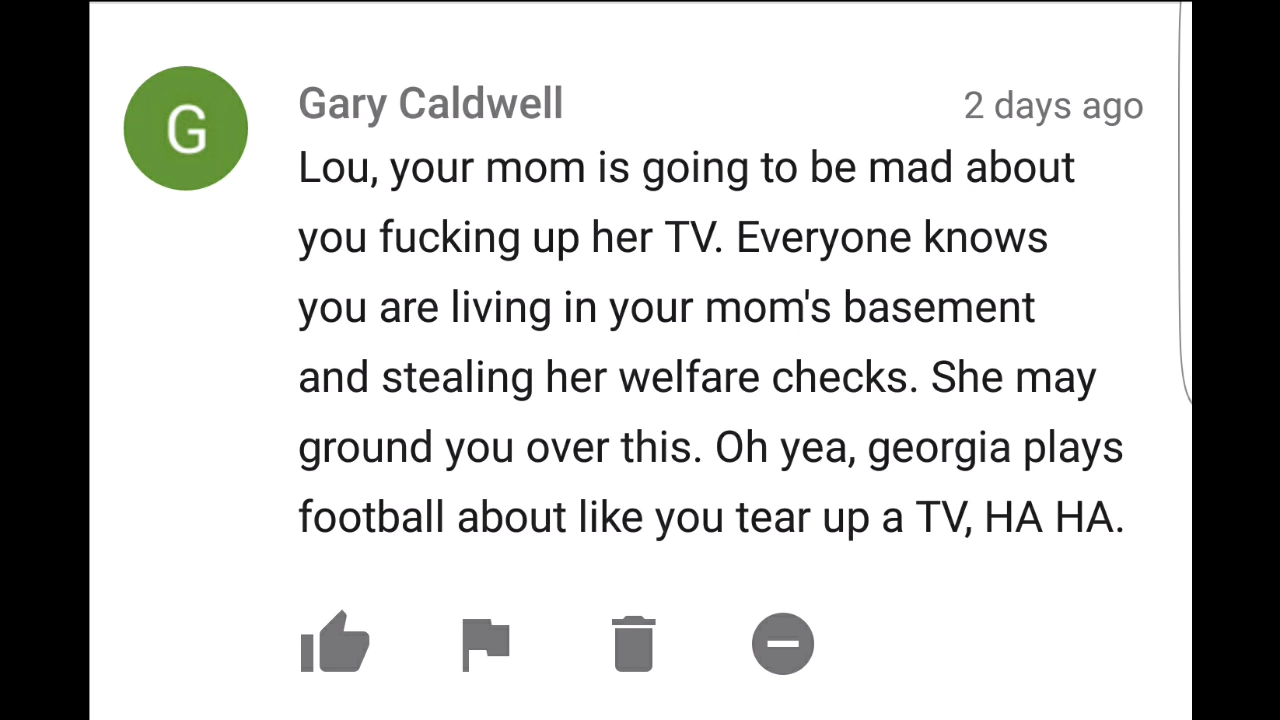 G
Gary Caldwell 2 days ago
Lou, your mom is going to be mad about
you fucking up her TV. Everyone knows
you are living in your mom's basement
and stealing her welfare checks. She may
ground you over this. Oh yea, georgia plays
football about like you tear up a TV, HA HA.